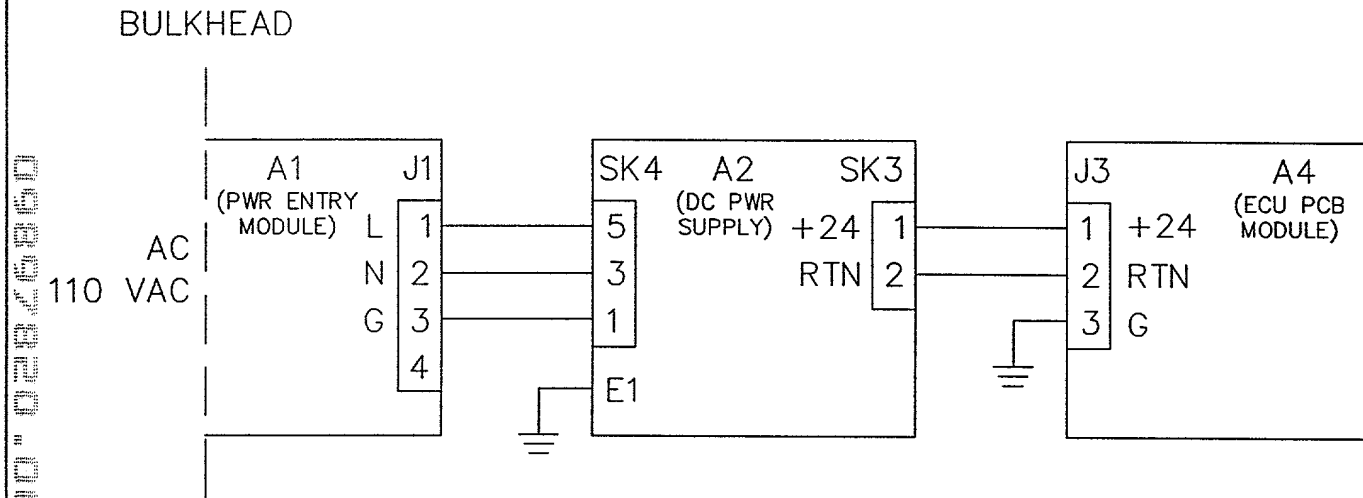 BULKHEAD
AC
110 VAC
A1
(PWR ENTRY
MODULE)
J1
L 1
N 2
G 3
4
SK4
5
3
1
E1
A2
(DC PWR
SUPPLY)
SK3
+24 1
RTN 2
J3
1 +24
2 RTN
3 G
A4
(ECU PCB
MODULE)